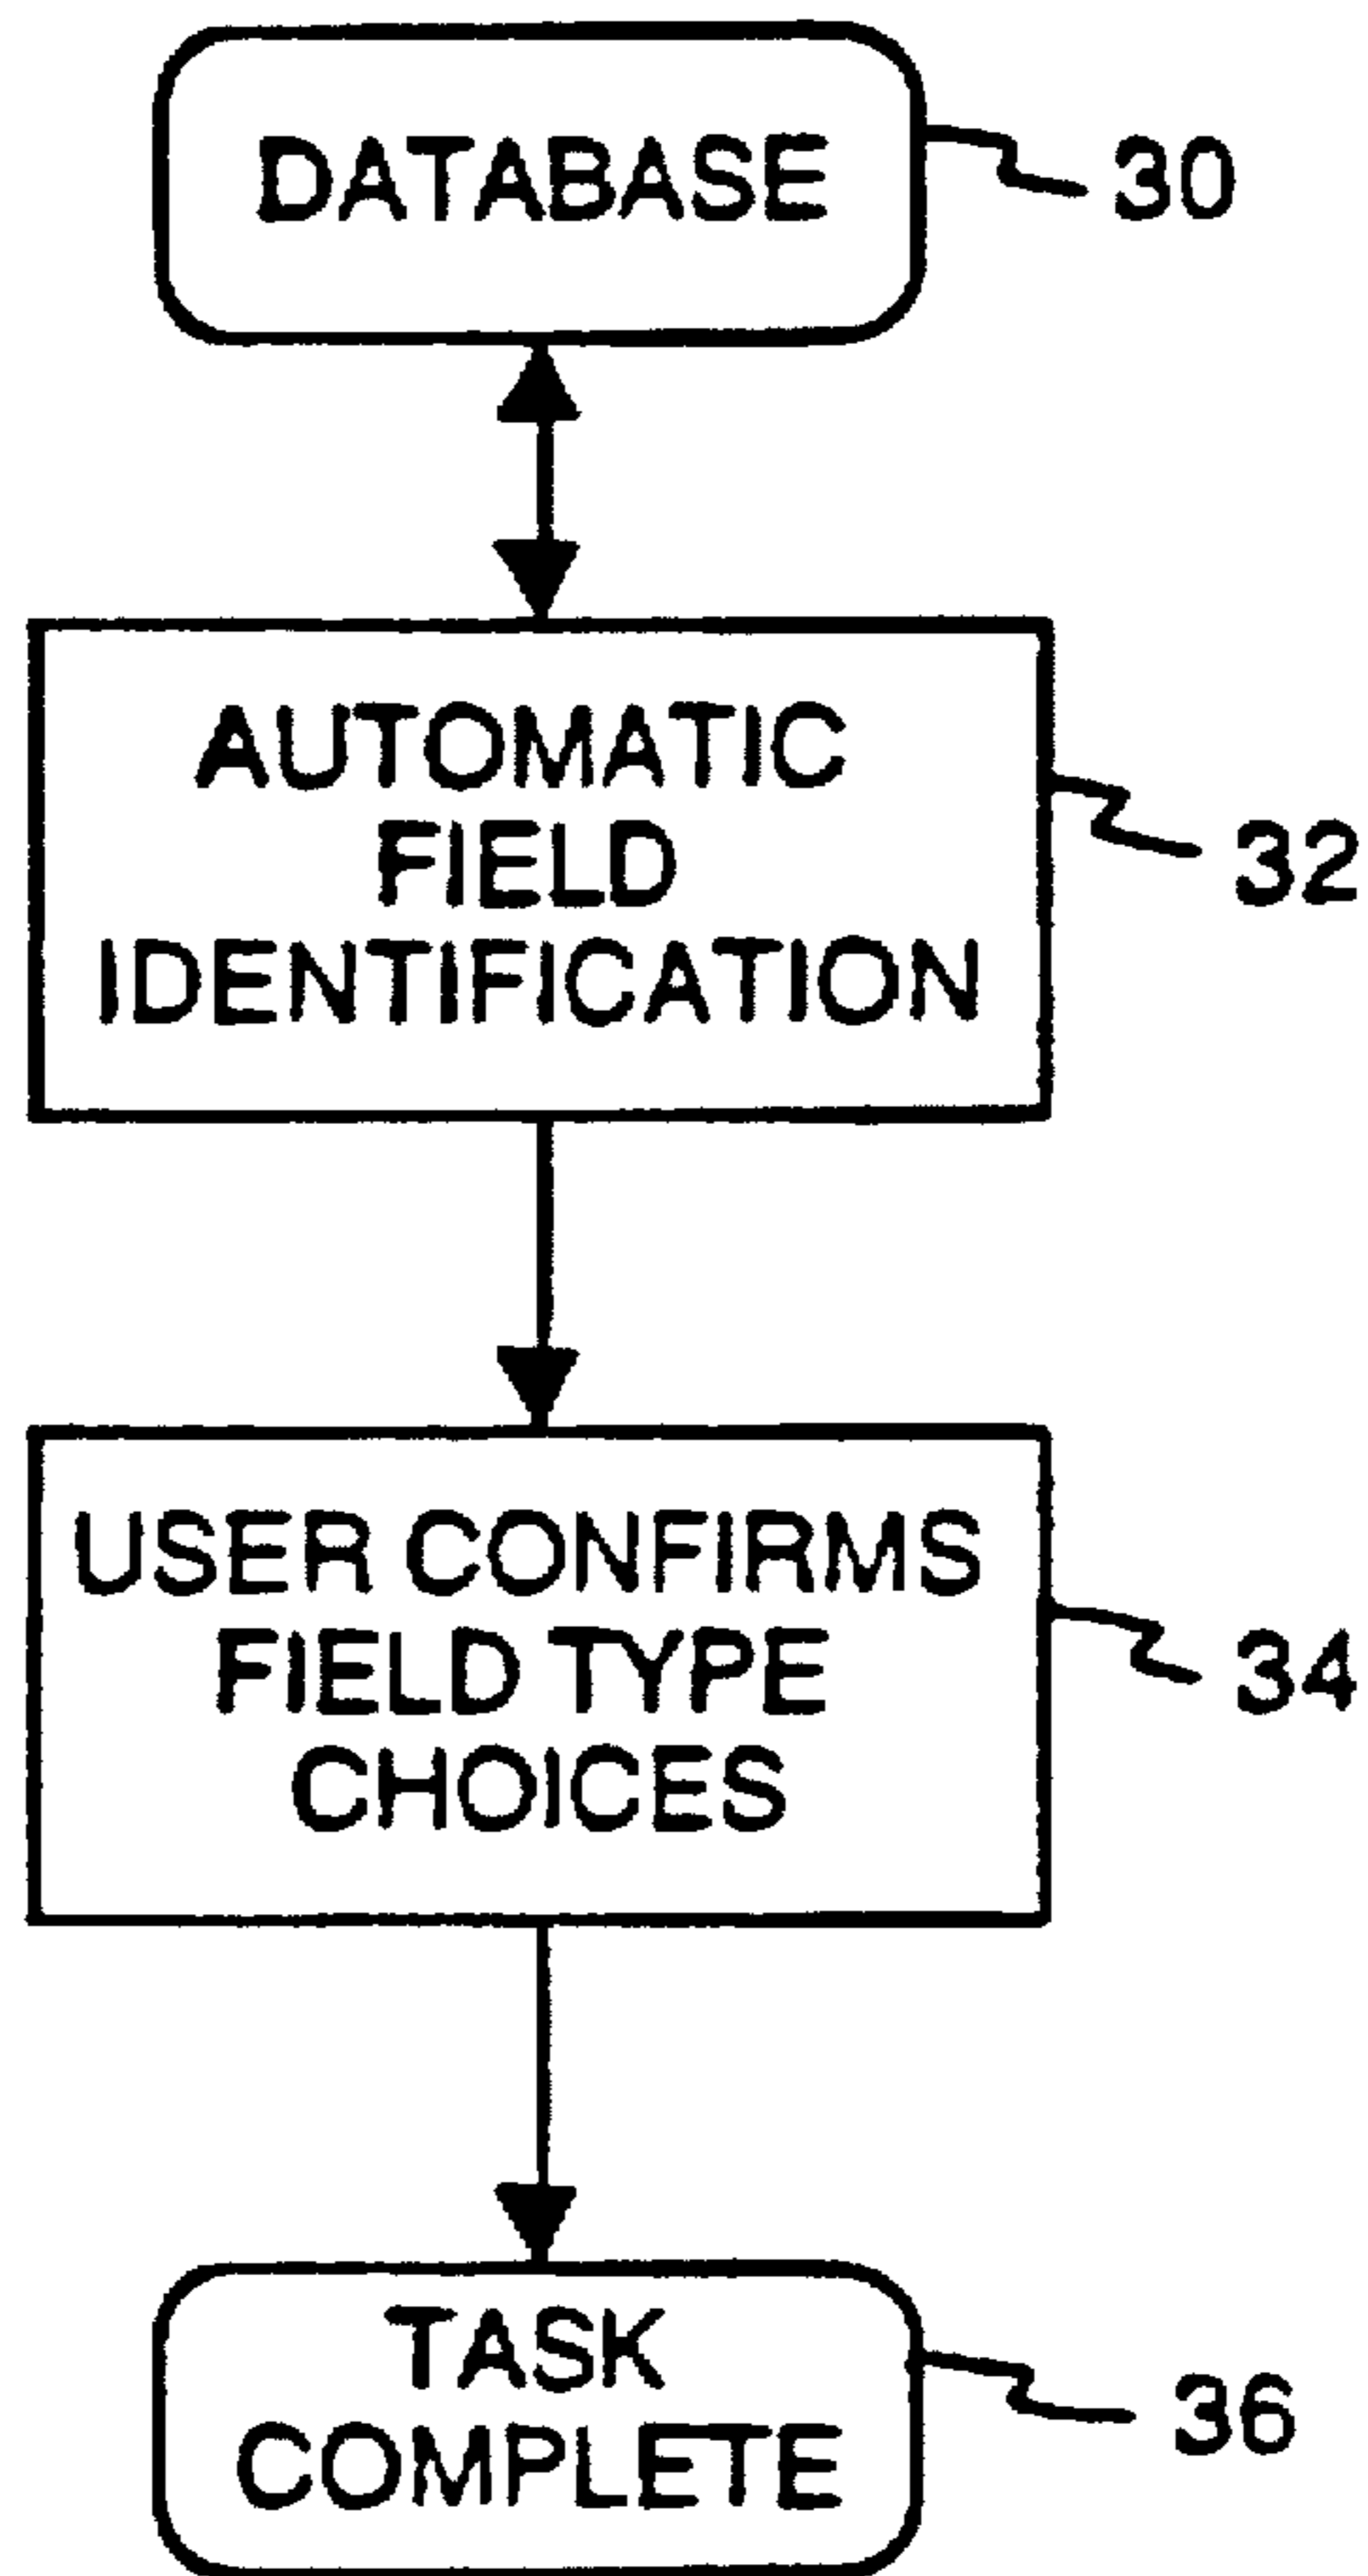 DATABASE
30
AUTOMATIC
FIELD
IDENTIFICATION
32
USER CONFIRMS
FIELD TYPE
CHOICES
34
TASK
COMPLETE
36